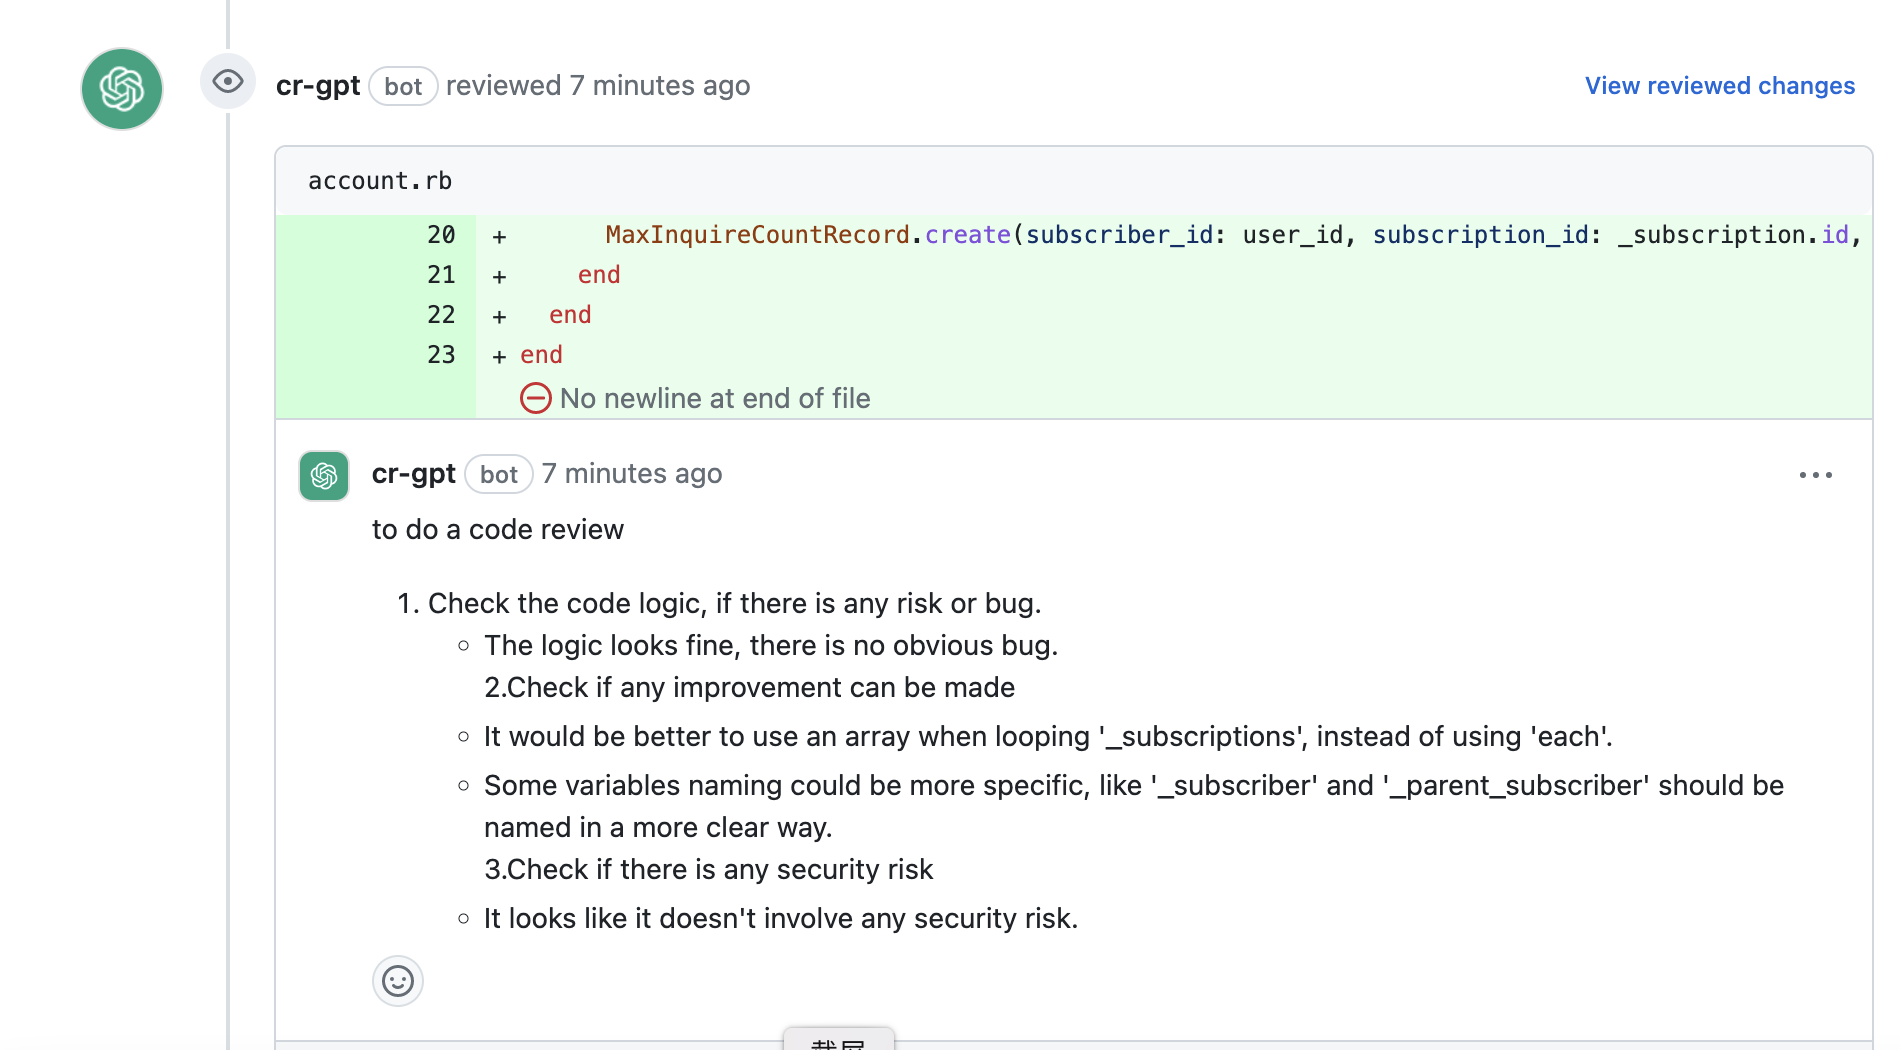 cr-gpt bot reviewed 7 minutes ago View reviewed changes
account.rb
20 + MaxInquireCountRecord.create(subscriber_id: user_id, subscription_id: _subscription.id,
21 + end
22 + end
23 + end
No newline at end of file
cr-gpt bot 7 minutes ago
to do a code review
1. Check the code logic, if there is any risk or bug.
The logic looks fine, there is no obvious bug.
2.Check if any improvement can be made
It would be better to use an array when looping '_subscriptions', instead of using 'each'.
Some variables naming could be more specific, like '_subscriber' and '_parent_subscriber' should be
named in a more clear way.
3.Check if there is any security risk
It looks like it doesn't involve any security risk.